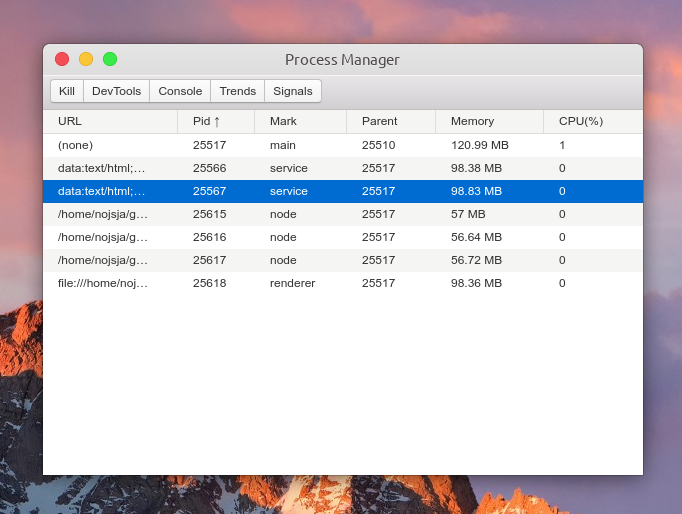 Process Manager
Kill DevTools Console Trends Signals
URL Pid ↑ Mark Parent Memory CPU(%)
(none) 25517 main 25510 120.99 MB 1
data:text/html;… 25566 service 25517 98.38 MB 0
data:text/html;… 25567 service 25517 98.83 MB 0
/home/nojsja/g… 25615 node 25517 57 MB 0
/home/nojsja/g… 25616 node 25517 56.64 MB 0
/home/nojsja/g… 25617 node 25517 56.72 MB 0
file:///home/noj… 25618 renderer 25517 98.36 MB 0